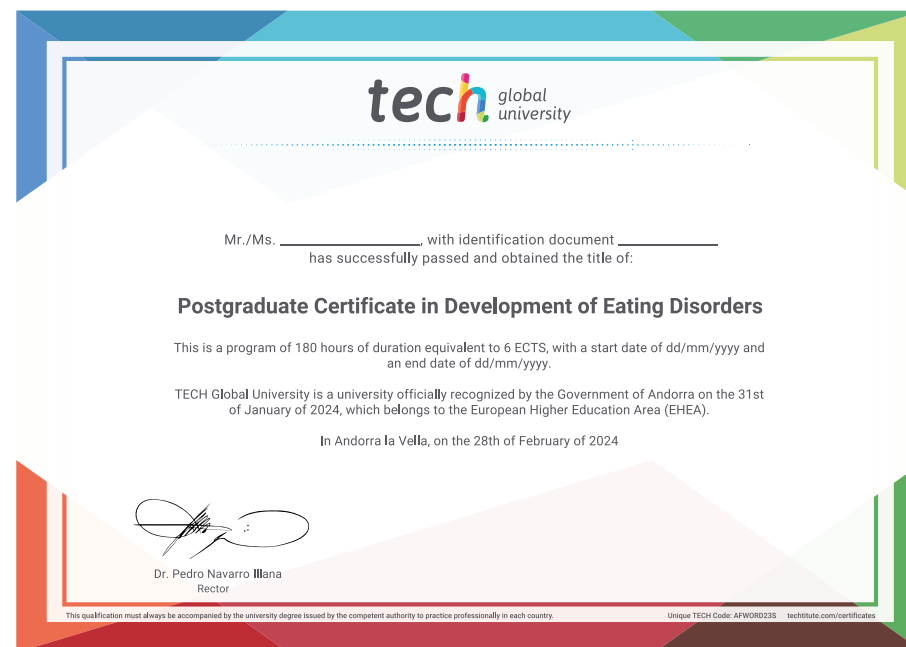 tech global university
Mr./Ms. ____________, with identification document ____________
has successfully passed and obtained the title of:
Postgraduate Certificate in Development of Eating Disorders
This is a program of 180 hours of duration equivalent to 6 ECTS, with a start date of dd/mm/yyyy and
an end date of dd/mm/yyyy.
TECH Global University is a university officially recognized by the Government of Andorra on the 31st
of January of 2024, which belongs to the European Higher Education Area (EHEA).
In Andorra la Vella, on the 28th of February of 2024
Dr. Pedro Navarro Illana
Rector
This qualification must always be accompanied by the university degree issued by the competent authority to practice professionally in each country.
Unique TECH Code: AFWORD23S techtitute.com/certificates